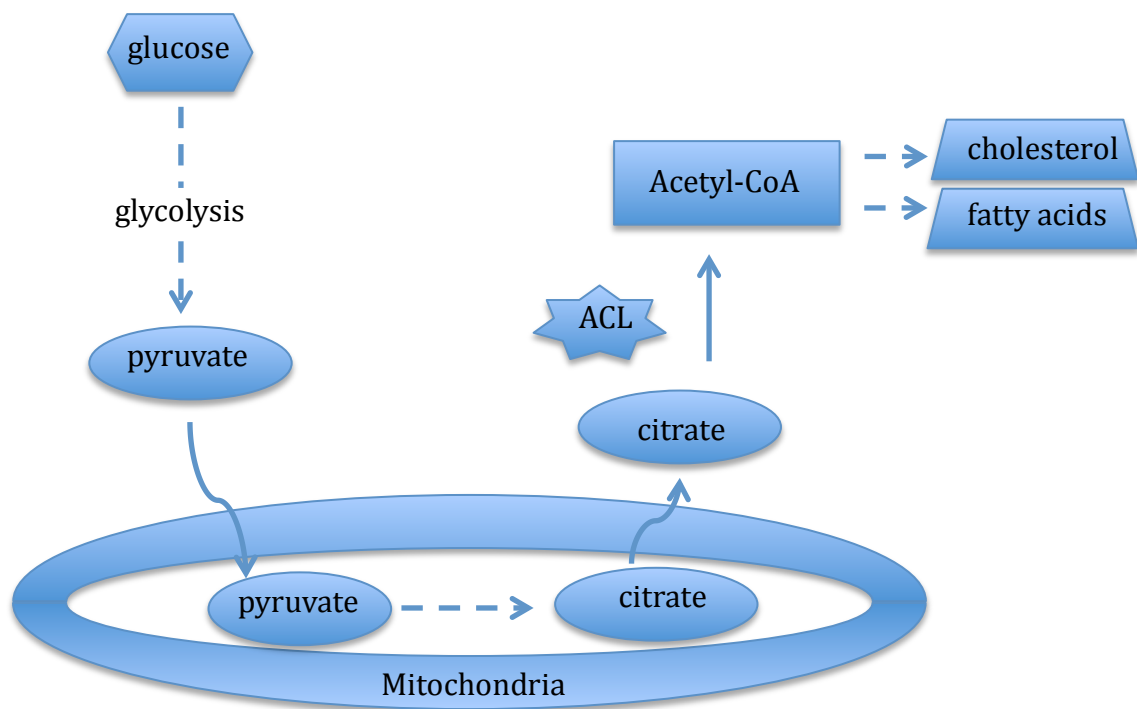 glucose
glycolysis
pyruvate
pyruvate
citrate
Mitochondria
citrate
ACL
Acetyl-CoA
cholesterol
fatty acids